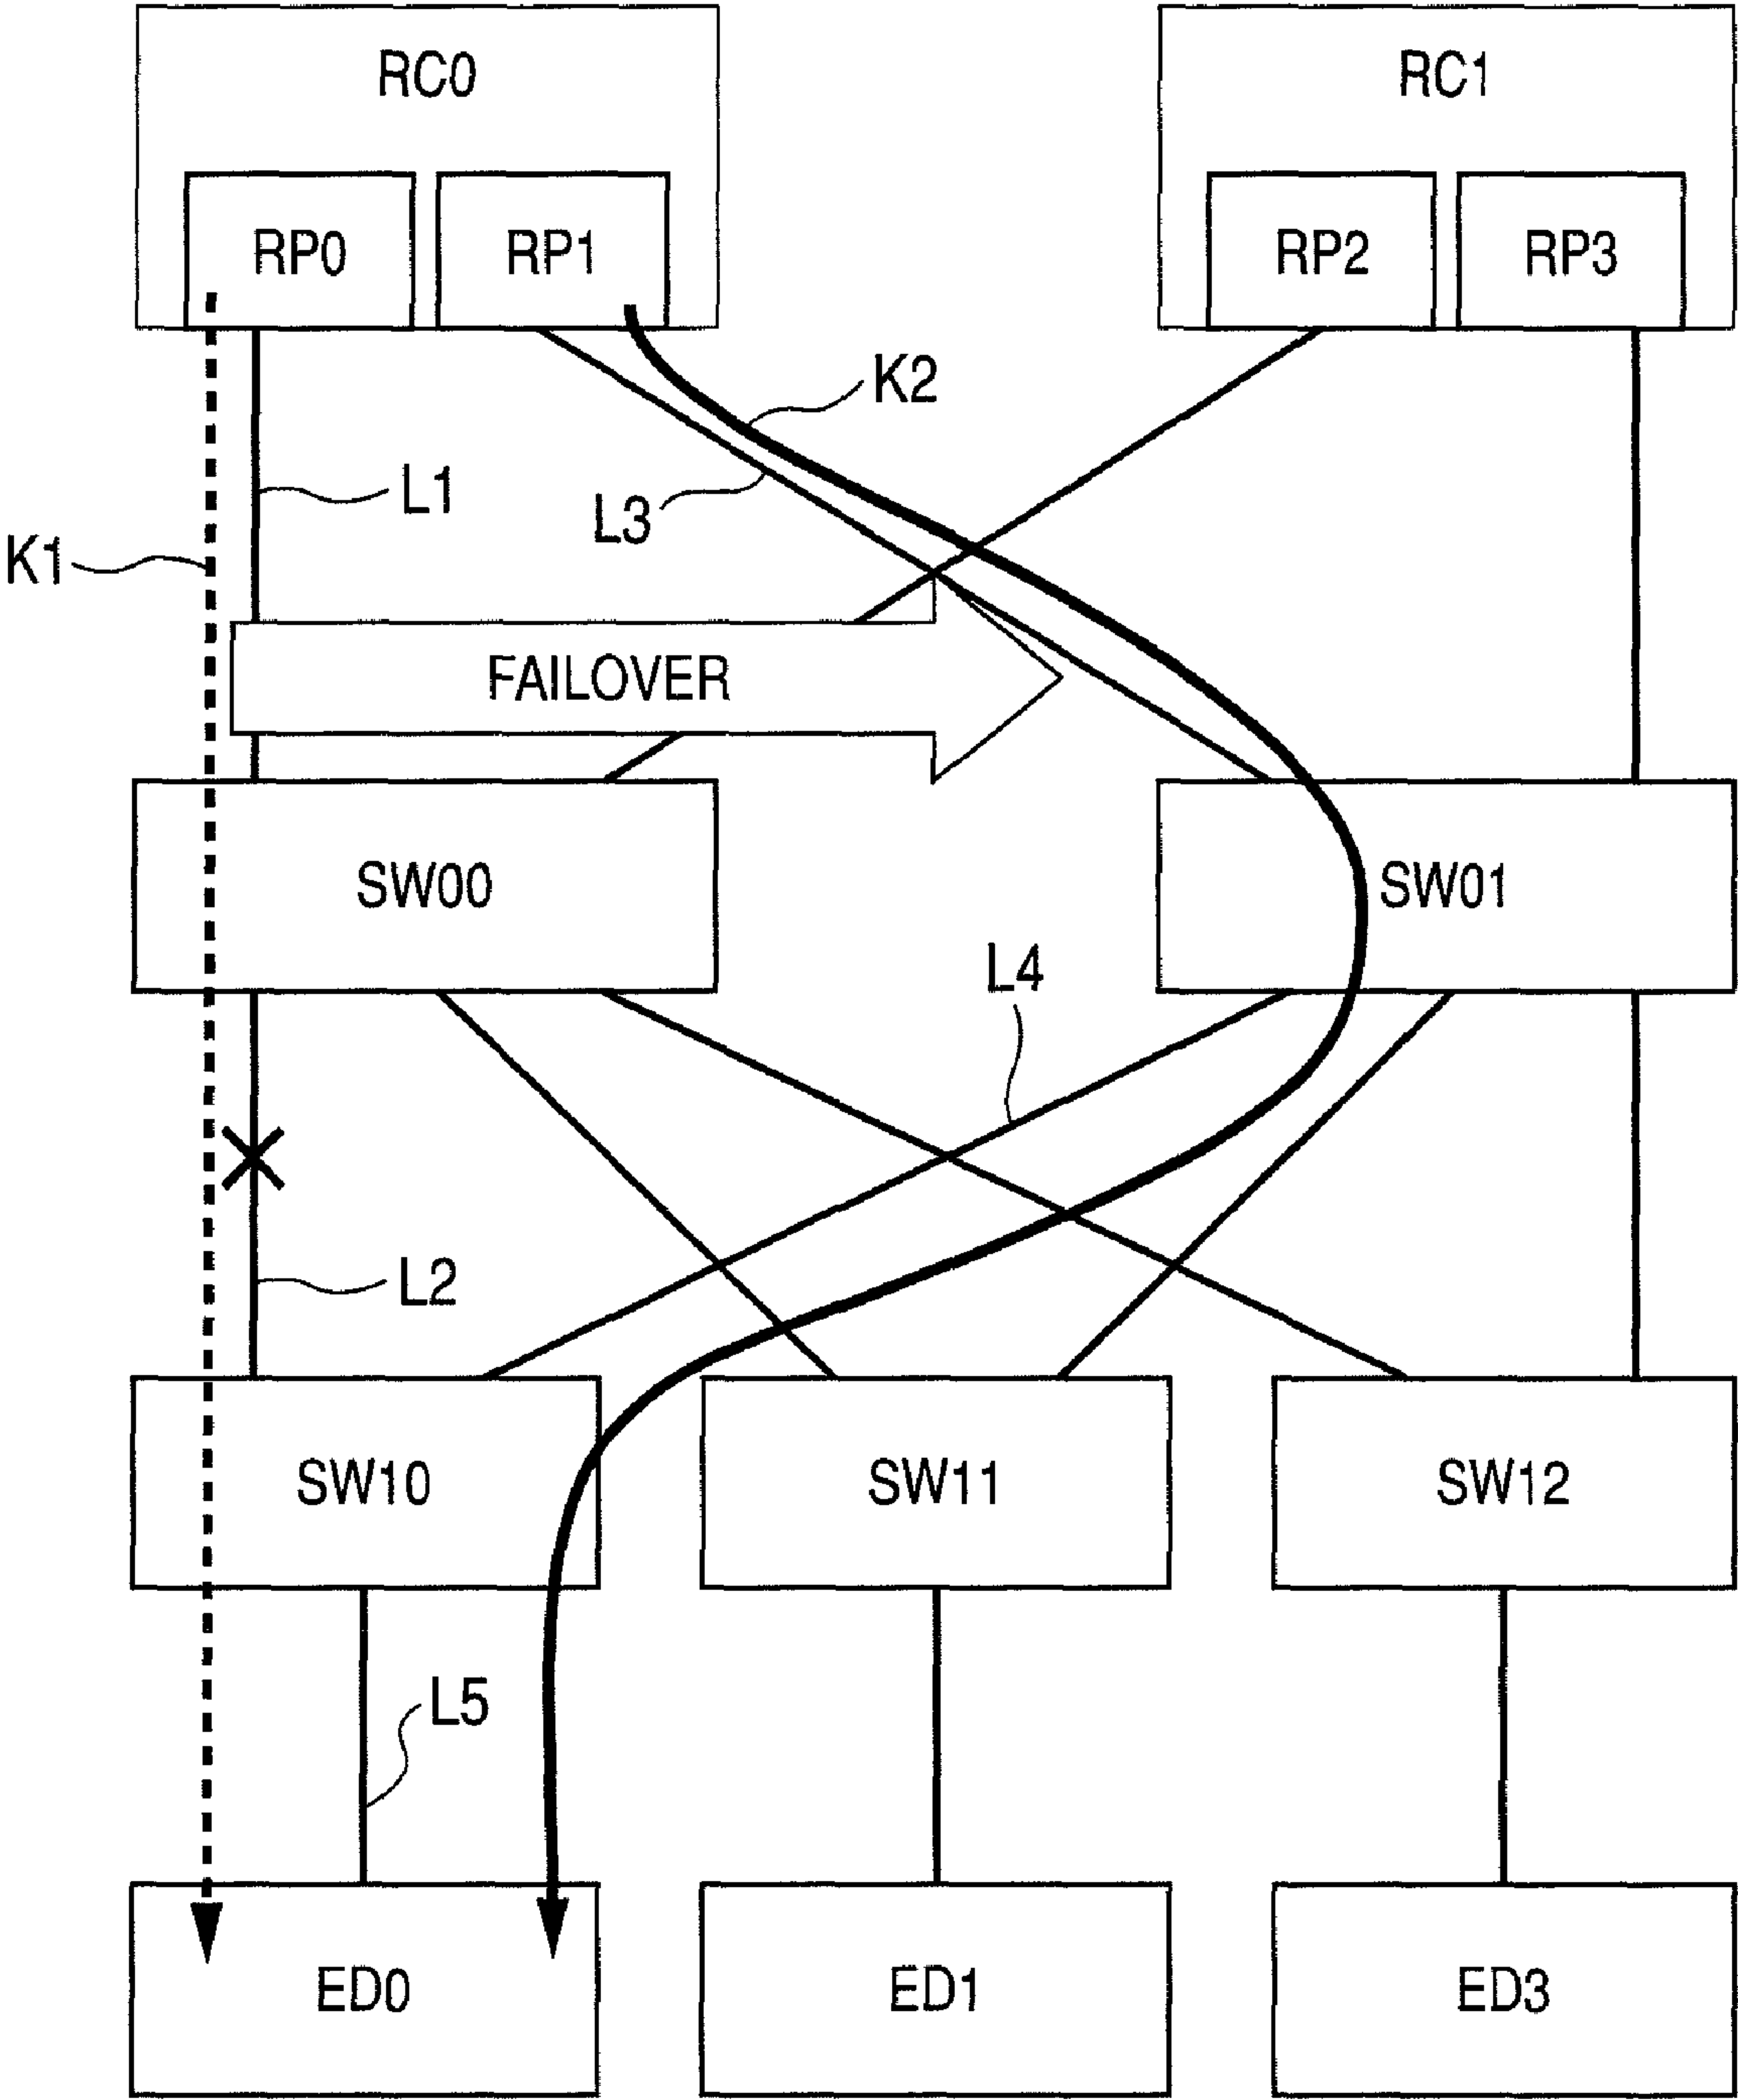 RC0
RC1
RP0
RP1
RP2
RP3
K2
L1
L3
K1
FAILOVER
SW00
SW01
L4
L2
SW10
SW11
SW12
L5
ED0
ED1
ED3